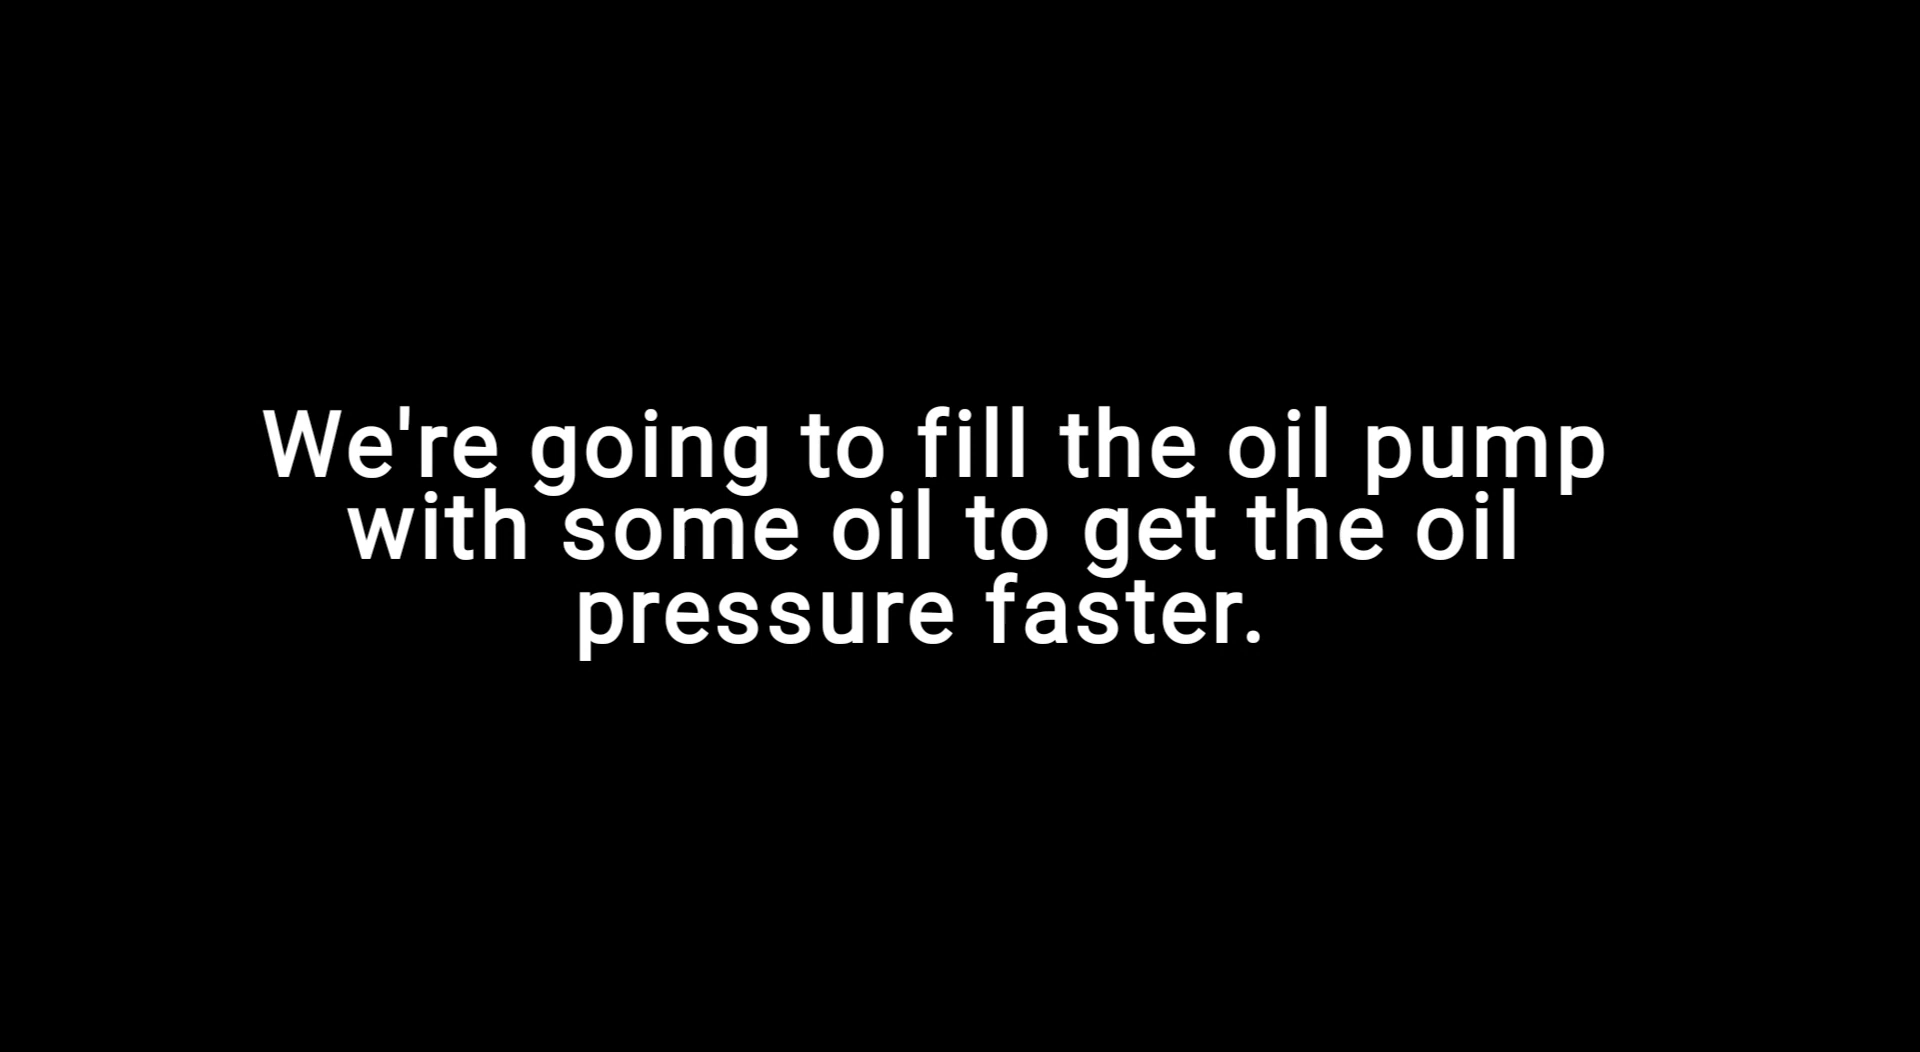 We're going to fill the oil pump
with some oil to get the oil
pressure faster.